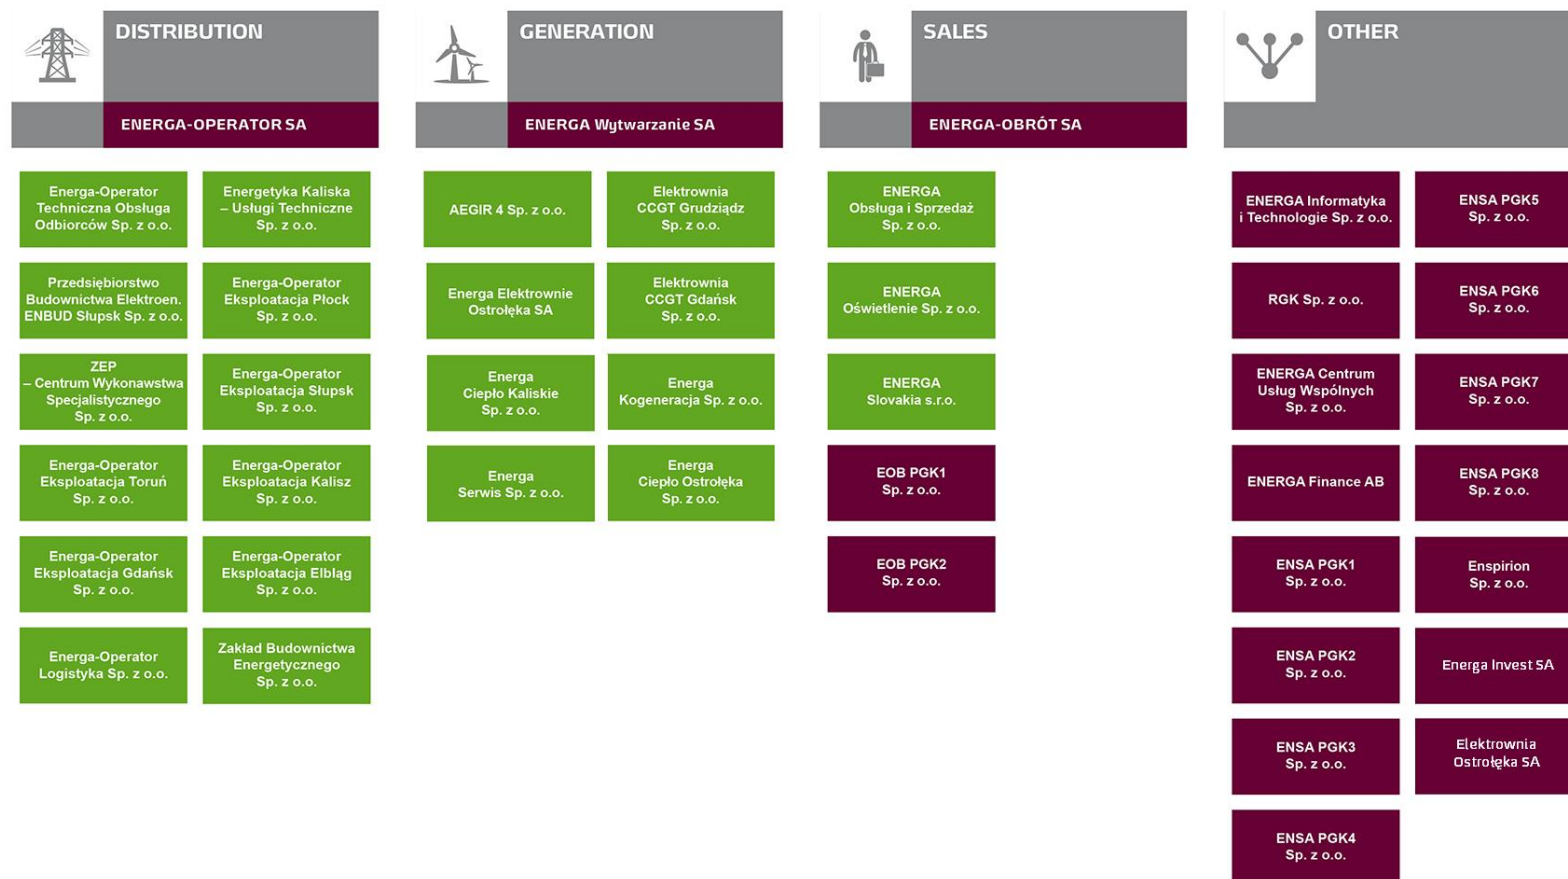 DISTRIBUTION
ENERGA-OPERATOR SA
Energa-Operator
Techniczna Obsługa
Odbiorców Sp. z o.o.
Energetyka Kaliska
– Usługi Techniczne
Sp. z o.o.
Przedsiębiorstwo
Budownictwa Elektroen.
ENBUD Słupsk Sp. z o.o.
Energa-Operator
Eksploatacja Płock
Sp. z o.o.
ZEP
– Centrum Wykonawstwa
Specjalistycznego
Sp. z o.o.
Energa-Operator
Eksploatacja Słupsk
Sp. z o.o.
Energa-Operator
Eksploatacja Toruń
Sp. z o.o.
Energa-Operator
Eksploatacja Kalisz
Sp. z o.o.
Energa-Operator
Eksploatacja Gdańsk
Sp. z o.o.
Energa-Operator
Eksploatacja Elbląg
Sp. z o.o.
Energa-Operator
Logistyka Sp. z o.o.
Zakład Budownictwa
Energetycznego
Sp. z o.o.
GENERATION
ENERGA Wytwarzanie SA
AEGIR 4 Sp. z o.o.
Elektrownia
CCGT Grudziądz
Sp. z o.o.
Energa Elektrownie
Ostrołęka SA
Elektrownia
CCGT Gdańsk
Sp. z o.o.
Energa
Ciepło Kaliskie
Sp. z o.o.
Energa
Kogeneracja Sp. z o.o.
Energa
Serwis Sp. z o.o.
Energa
Ciepło Ostrołęka
Sp. z o.o.
SALES
ENERGA-OBRÓT SA
ENERGA
Obsługa i Sprzedaż
Sp. z o.o.
ENERGA
Oświetlenie Sp. z o.o.
ENERGA
Slovakia s.r.o.
EOB PGK1
Sp. z o.o.
EOB PGK2
Sp. z o.o.
OTHER
ENERGA Informatyka
i Technologie Sp. z o.o.
ENSA PGK5
Sp. z o.o.
RGK Sp. z o.o.
ENSA PGK6
Sp. z o.o.
ENERGA Centrum
Usług Wspólnych
Sp. z o.o.
ENSA PGK7
Sp. z o.o.
ENERGA Finance AB
ENSA PGK8
Sp. z o.o.
ENSA PGK1
Sp. z o.o.
Enspirion
Sp. z o.o.
ENSA PGK2
Sp. z o.o.
Energa Invest SA
ENSA PGK3
Sp. z o.o.
Elektrownia
Ostrołęka SA
ENSA PGK4
Sp. z o.o.